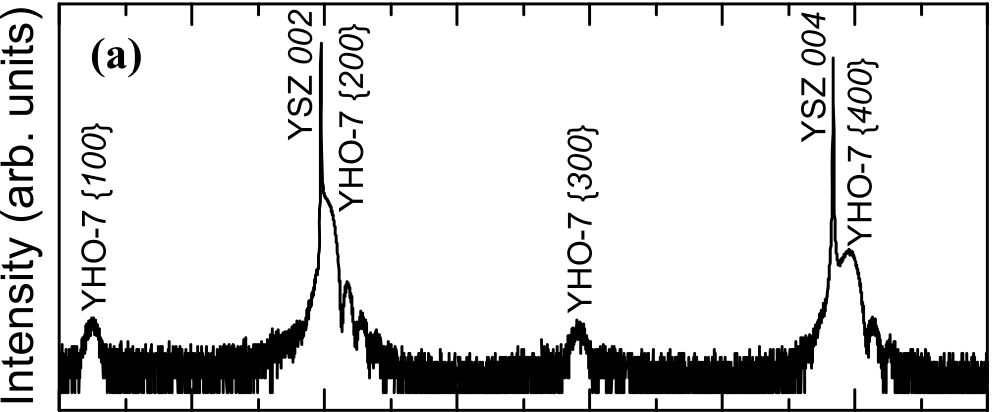 Intensity (arb. units)
(a)
YHO-7 {100}
YSZ 002
YHO-7 {200}
YHO-7 {300}
YSZ 004
YHO-7 {400}